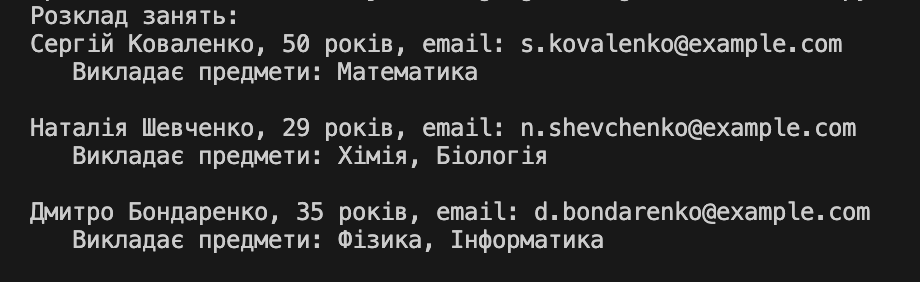 Розклад занять:
Сергій Коваленко, 50 років, email: s.kovalenko@example.com
Викладає предмети: Математика
Наталія Шевченко, 29 років, email: n.shevchenko@example.com
Викладає предмети: Хімія, Біологія
Дмитро Бондаренко, 35 років, email: d.bondarenko@example.com
Викладає предмети: Фізика, Інформатика